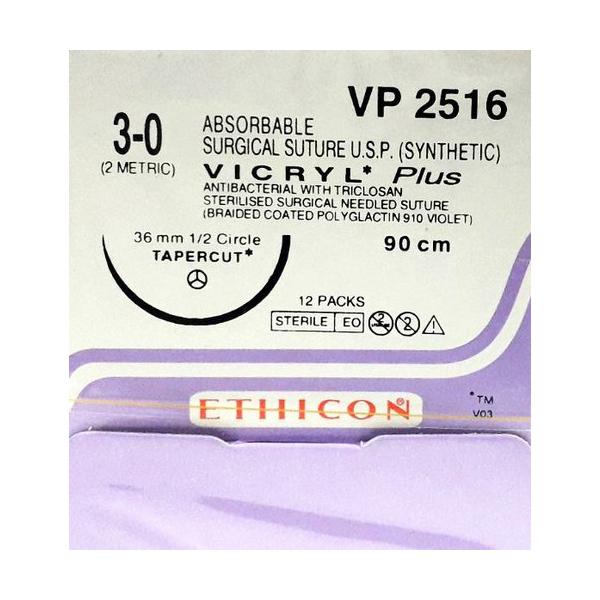 VP 2516
3-0
(2 METRIC)
ABSORBABLE
SURGICAL SUTURE U.S.P. (SYNTHETIC)
VICRYL* Plus
ANTIBACTERIAL WITH TRICLOSAN
STERILISED SURGICAL NEEDLED SUTURE
(BRAIDED COATED POLYGLACTIN 910 VIOLET)
36 mm 1/2 Circle
TAPERCUT*
90 cm
12 PACKS
STERILE EO
2 2
ETHICON®
*TM
V03